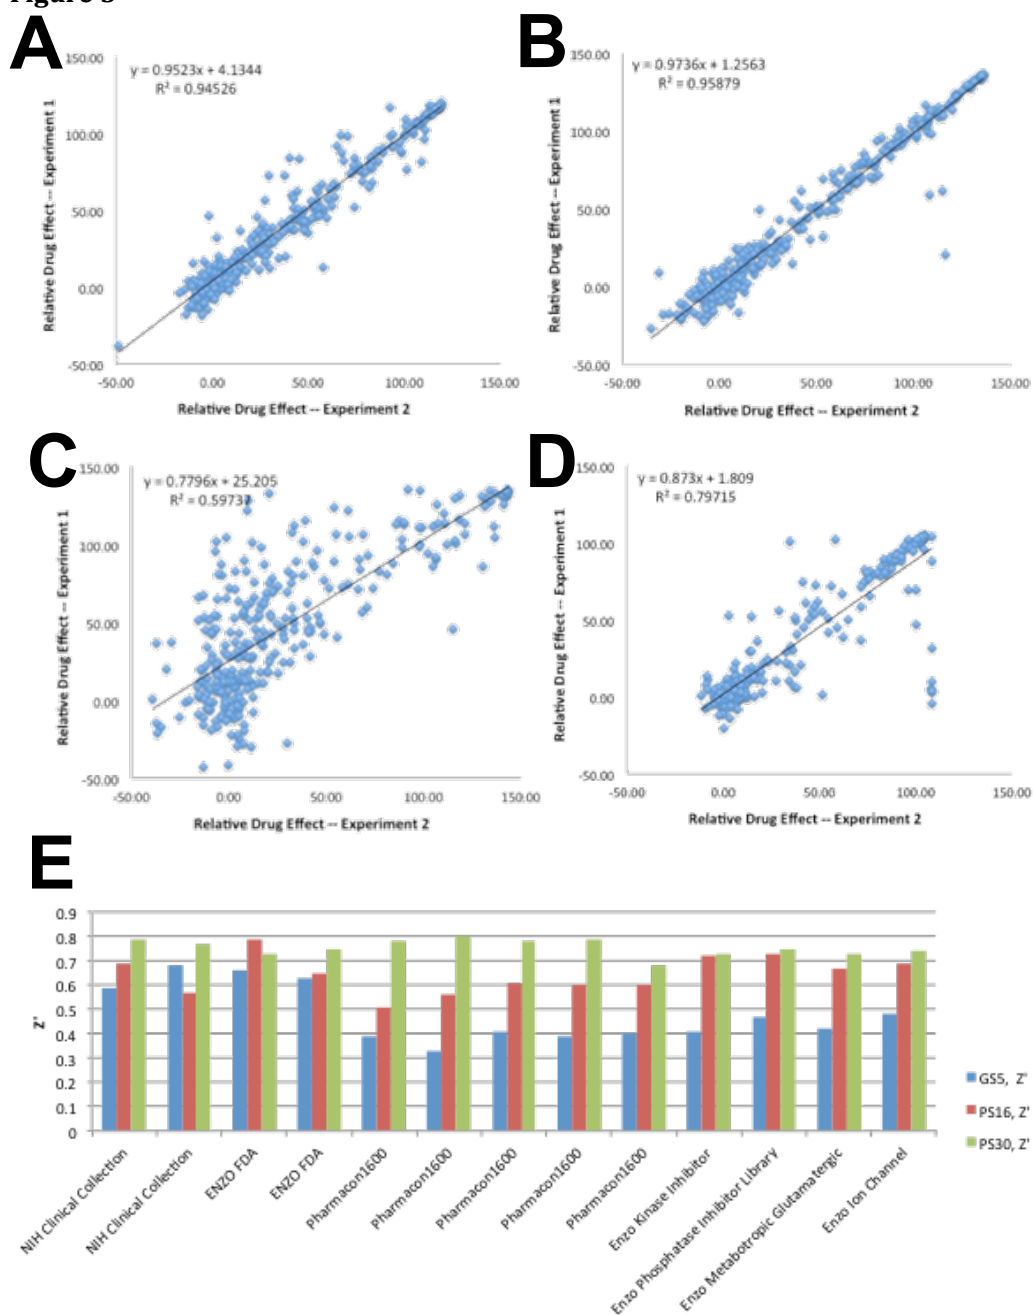 A
150.00
y = 0.9523x + 4.1344
R² = 0.94526
100.00
50.00
0.00
-50.00
Relative Drug Effect -- Experiment 1
-50.00 0.00 50.00 100.00 150.00
Relative Drug Effect -- Experiment 2
B
150.00
y = 0.9736x + 1.2563
R² = 0.95879
100.00
50.00
0.00
-50.00
Relative Drug Effect -- Experiment 1
-50.00 0.00 50.00 100.00 150.00
Relative Drug Effect -- Experiment 2
C
150.00
y = 0.7796x + 25.205
R² = 0.59737
100.00
50.00
0.00
-50.00
Relative Drug Effect -- Experiment 1
-50.00 0.00 50.00 100.00 150.00
Relative Drug Effect -- Experiment 2
D
150.00
y = 0.873x + 1.809
R² = 0.79715
100.00
50.00
0.00
-50.00
Relative Drug Effect -- Experiment 1
-50.00 0.00 50.00 100.00 150.00
Relative Drug Effect -- Experiment 2
E
0.9
0.8
0.7
0.6
0.5
0.4
0.3
0.2
0.1
0
Z'
NIH Clinical Collection
NIH Clinical Collection
ENZO FDA
ENZO FDA
Pharmacon1600
Pharmacon1600
Pharmacon1600
Pharmacon1600
Pharmacon1600
Enzo Kinase Inhibitor
Enzo Phosphatase Inhibitor Library
Enzo Metabotropic Glutamatergic
Enzo Ion Channel
GS5, Z'
PS16, Z'
PS30, Z'